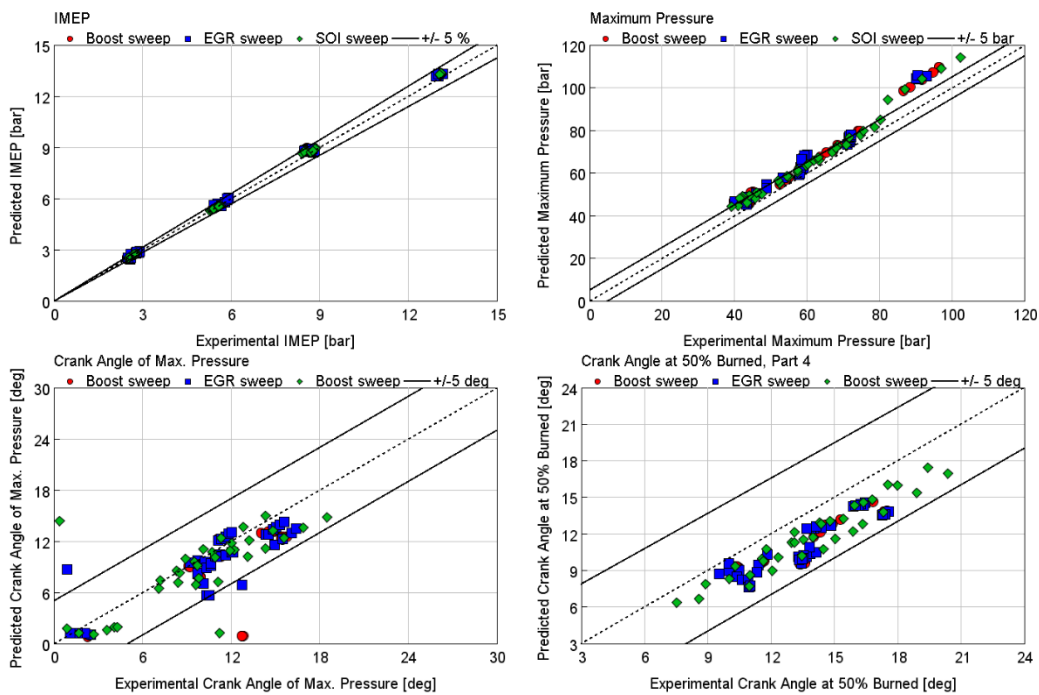 IMEP
Boost sweep EGR sweep SOI sweep +/- 5 %
15
12
9
6
3
0
Predicted IMEP [bar]
0 3 6 9 12 15
Experimental IMEP [bar]
Maximum Pressure
Boost sweep EGR sweep SOI sweep +/- 5 bar
120
100
80
60
40
20
0
Predicted Maximum Pressure [bar]
0 20 40 60 80 100 120
Experimental Maximum Pressure [bar]
Crank Angle of Max. Pressure
Boost sweep EGR sweep Boost sweep +/-5 deg
30
24
18
12
6
0
Predicted Crank Angle of Max. Pressure [deg]
0 6 12 18 24 30
Experimental Crank Angle of Max. Pressure [deg]
Crank Angle at 50% Burned, Part 4
Boost sweep EGR sweep Boost sweep +/- 5 deg
24
21
18
15
12
9
6
3
Predicted Crank Angle at 50% Burned [deg]
3 6 9 12 15 18 21 24
Experimental Crank Angle at 50% Burned [deg]